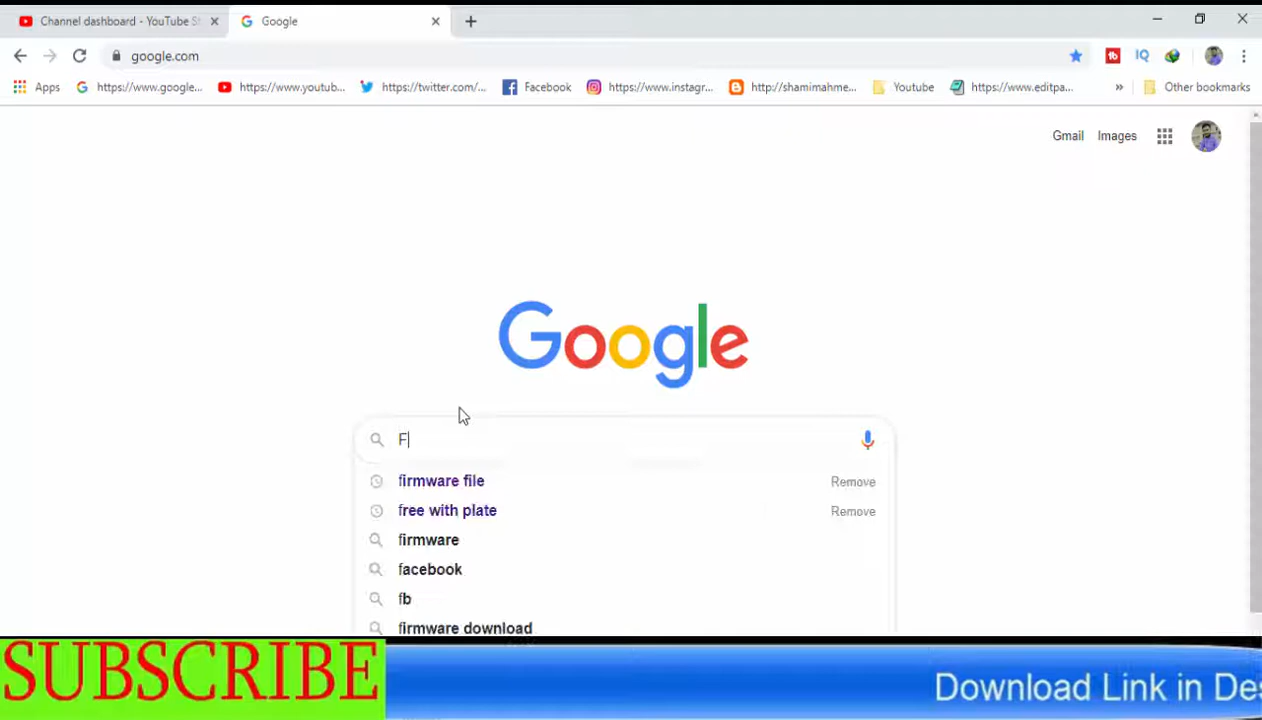 Channel dashboard - YouTube St
Google
google.com
Apps
https://www.google...
https://www.youtub...
https://twitter.com/...
Facebook
https://www.instagr...
http://shamimahme...
Youtube
https://www.editpa...
»
Other bookmarks
Gmail Images
Google
F
firmware file Remove
free with plate Remove
firmware
facebook
fb
firmware download
SUBSCRIBE
Download Link in Des